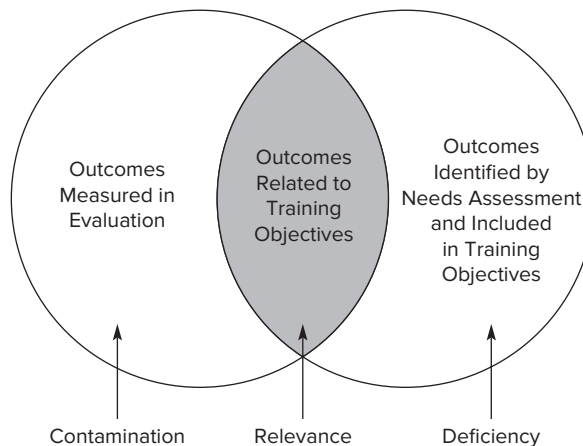 Outcomes
Measured in
Evaluation
Outcomes
Related to
Training
Objectives
Outcomes
Identified by
Needs Assessment
and Included
in Training
Objectives
Contamination
Relevance
Deficiency